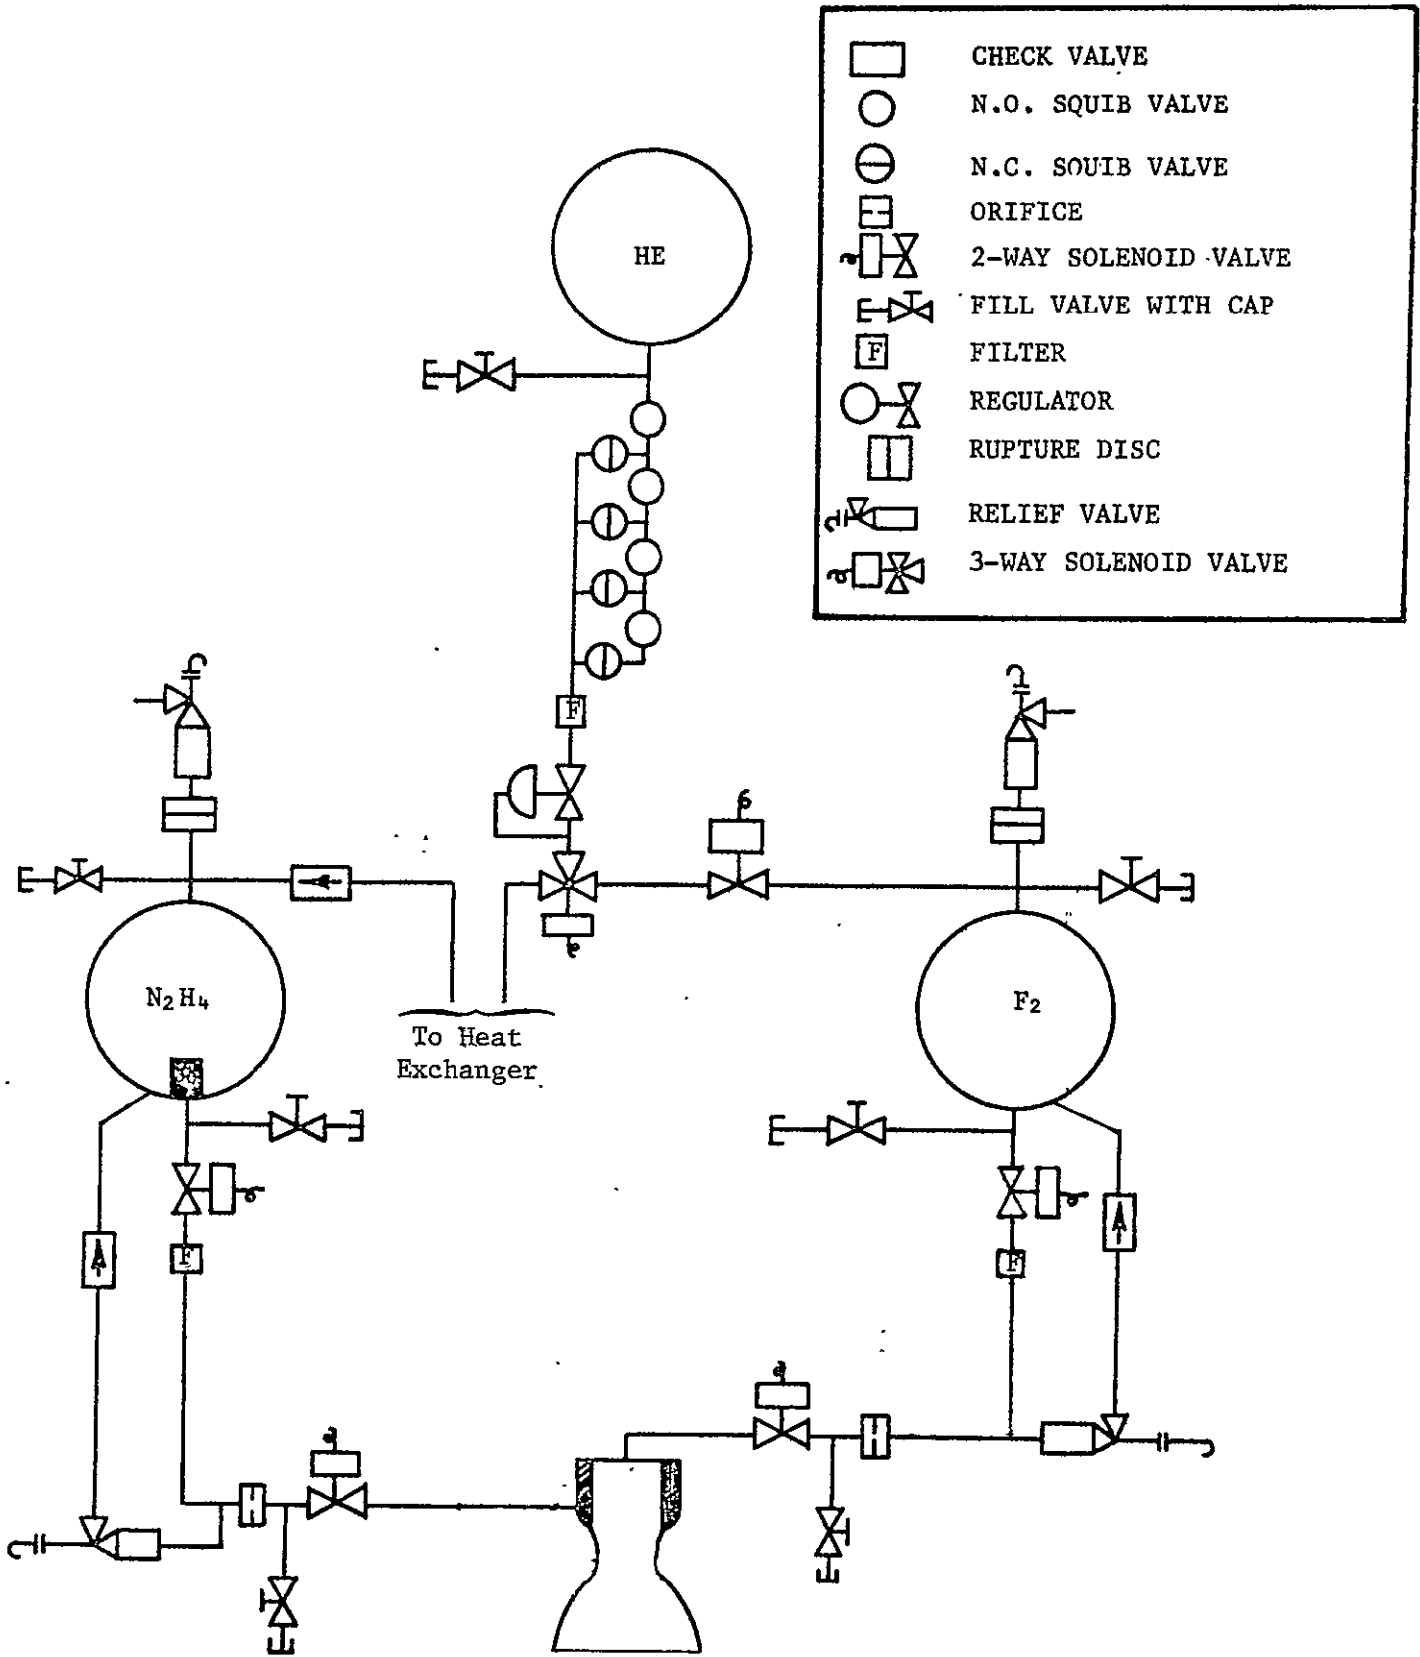 CHECK VALVE
N.O. SQUIB VALVE
N.C. SQUIB VALVE
ORIFICE
2-WAY SOLENOID VALVE
FILL VALVE WITH CAP
F FILTER
REGULATOR
RUPTURE DISC
RELIEF VALVE
3-WAY SOLENOID VALVE
HE
F
N2H4
F2
To Heat
Exchanger
F
F